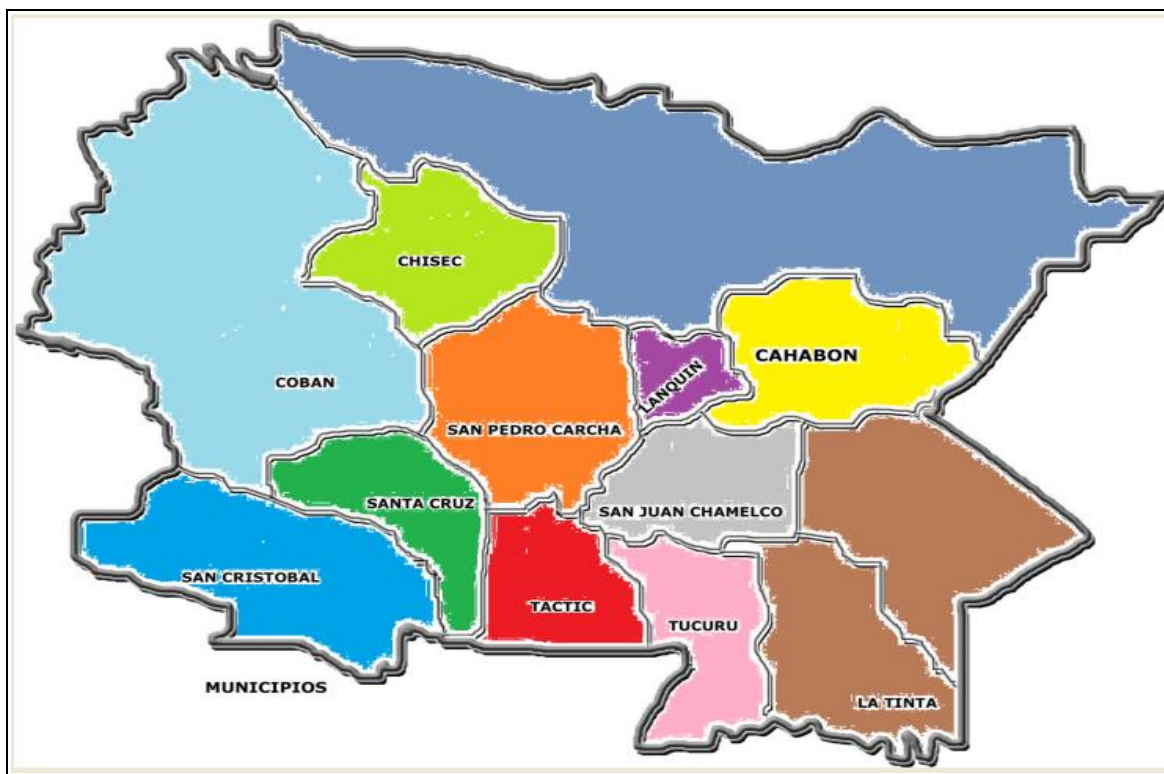 CHISEC
CAHABON
LANQUIN
COBAN
SAN PEDRO CARCHA
SANTA CRUZ
SAN JUAN CHAMELCO
SAN CRISTOBAL
TACTIC
TUCURU
MUNICIPIOS
LA TINTA